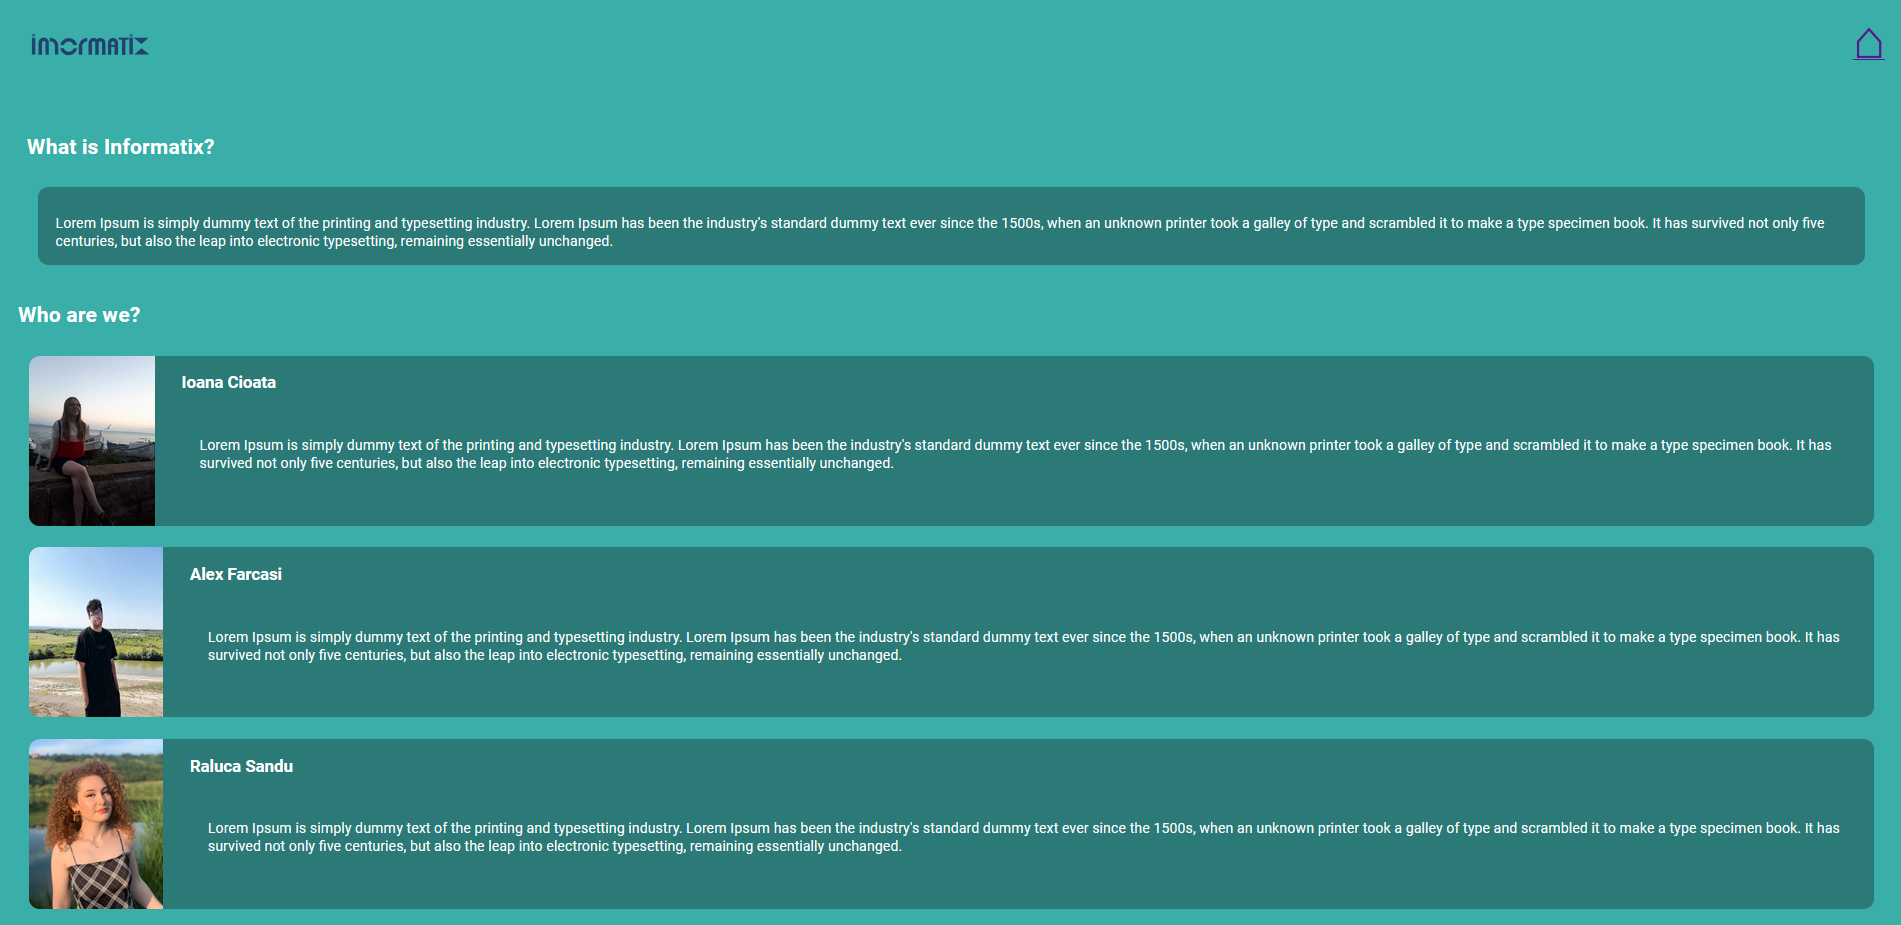 inormatix
What is Informatix?
Lorem Ipsum is simply dummy text of the printing and typesetting industry. Lorem Ipsum has been the industry's standard dummy text ever since the 1500s, when an unknown printer took a galley of type and scrambled it to make a type specimen book. It has survived not only five
centuries, but also the leap into electronic typesetting, remaining essentially unchanged.
Who are we?
Ioana Cioata
Lorem Ipsum is simply dummy text of the printing and typesetting industry. Lorem Ipsum has been the industry's standard dummy text ever since the 1500s, when an unknown printer took a galley of type and scrambled it to make a type specimen book. It has
survived not only five centuries, but also the leap into electronic typesetting, remaining essentially unchanged.
Alex Farcasi
Lorem Ipsum is simply dummy text of the printing and typesetting industry. Lorem Ipsum has been the industry's standard dummy text ever since the 1500s, when an unknown printer took a galley of type and scrambled it to make a type specimen book. It has
survived not only five centuries, but also the leap into electronic typesetting, remaining essentially unchanged.
Raluca Sandu
Lorem Ipsum is simply dummy text of the printing and typesetting industry. Lorem Ipsum has been the industry's standard dummy text ever since the 1500s, when an unknown printer took a galley of type and scrambled it to make a type specimen book. It has
survived not only five centuries, but also the leap into electronic typesetting, remaining essentially unchanged.